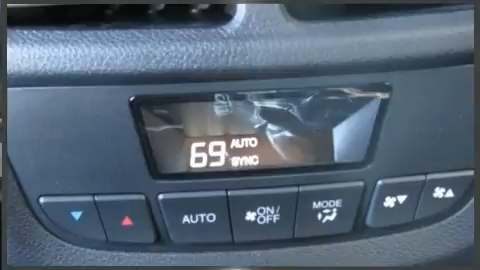 69 AUTO
SYNC
AUTO
ON/
OFF
MODE